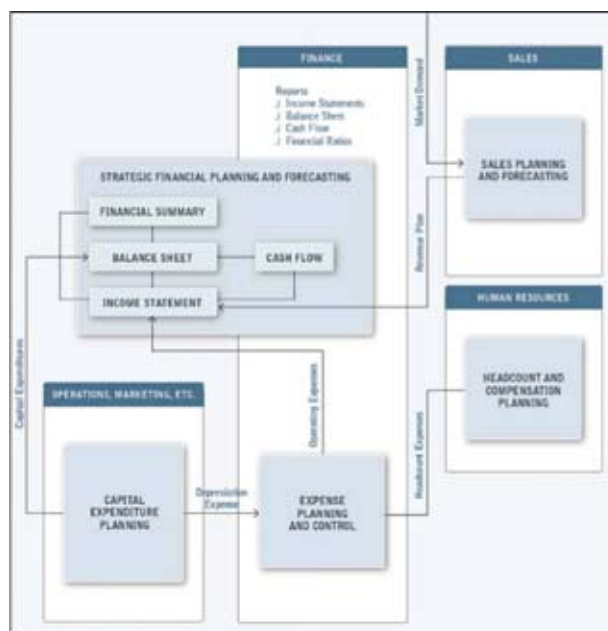 FINANCE
SALES
Reports
Income Statements
Balance Sheet
Cash Flow
Financial Ratios
Market Demand
SALES PLANNING
AND FORECASTING
STRATEGIC FINANCIAL PLANNING AND FORECASTING
FINANCIAL SUMMARY
BALANCE SHEET
CASH FLOW
INCOME STATEMENT
Revenue Plan
HUMAN RESOURCES
HEADCOUNT AND
COMPENSATION
PLANNING
Capital Expenditures
OPERATIONS, MARKETING, ETC.
Operating Expenses
Headcount Expenses
CAPITAL
EXPENDITURE
PLANNING
Depreciation
Expense
EXPENSE
PLANNING
AND CONTROL